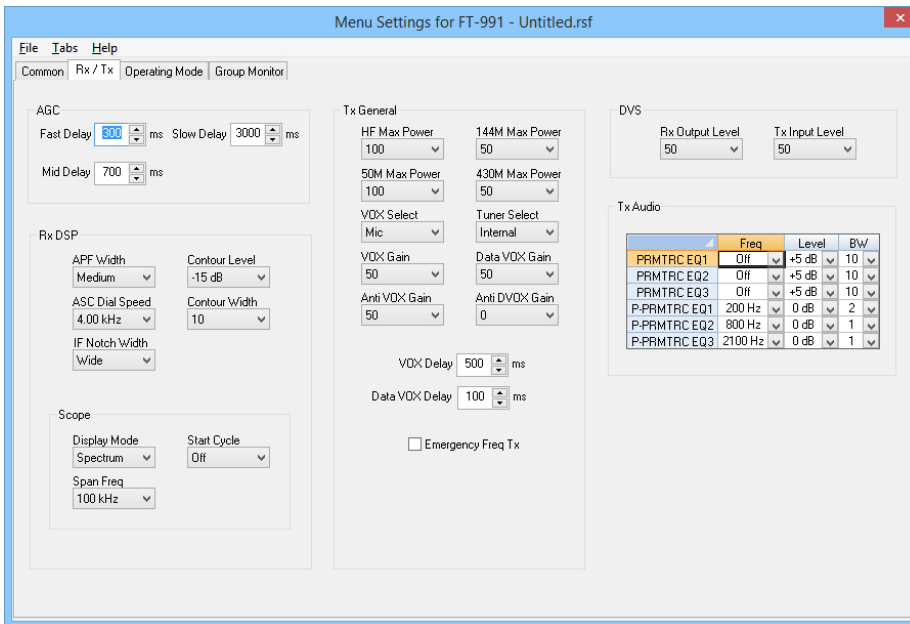 Menu Settings for FT-991 - Untitled.rsf
x
File Tabs Help
Common Rx / Tx Operating Mode Group Monitor
AGC
Fast Delay 300 ms Slow Delay 3000 ms
Mid Delay 700 ms
Rx DSP
APF Width Contour Level
Medium -15 dB
ASC Dial Speed Contour Width
4.00 kHz 10
IF Notch Width
Wide
Scope
Display Mode Start Cycle
Spectrum Off
Span Freq
100 kHz
Tx General
HF Max Power 144M Max Power
100 50
50M Max Power 430M Max Power
100 50
VOX Select Tuner Select
Mic Internal
VOX Gain Data VOX Gain
50 50
Anti VOX Gain Anti DVOX Gain
50 0
VOX Delay 500 ms
Data VOX Delay 100 ms
Emergency Freq Tx
DVS
Rx Output Level Tx Input Level
50 50
Tx Audio
Freq Level BW
PRMTRC EQ1 Off +5 dB 10
PRMTRC EQ2 Off +5 dB 10
PRMTRC EQ3 Off +5 dB 10
P-PRMTRC EQ1 200 Hz 0 dB 2
P-PRMTRC EQ2 800 Hz 0 dB 1
P-PRMTRC EQ3 2100 Hz 0 dB 1